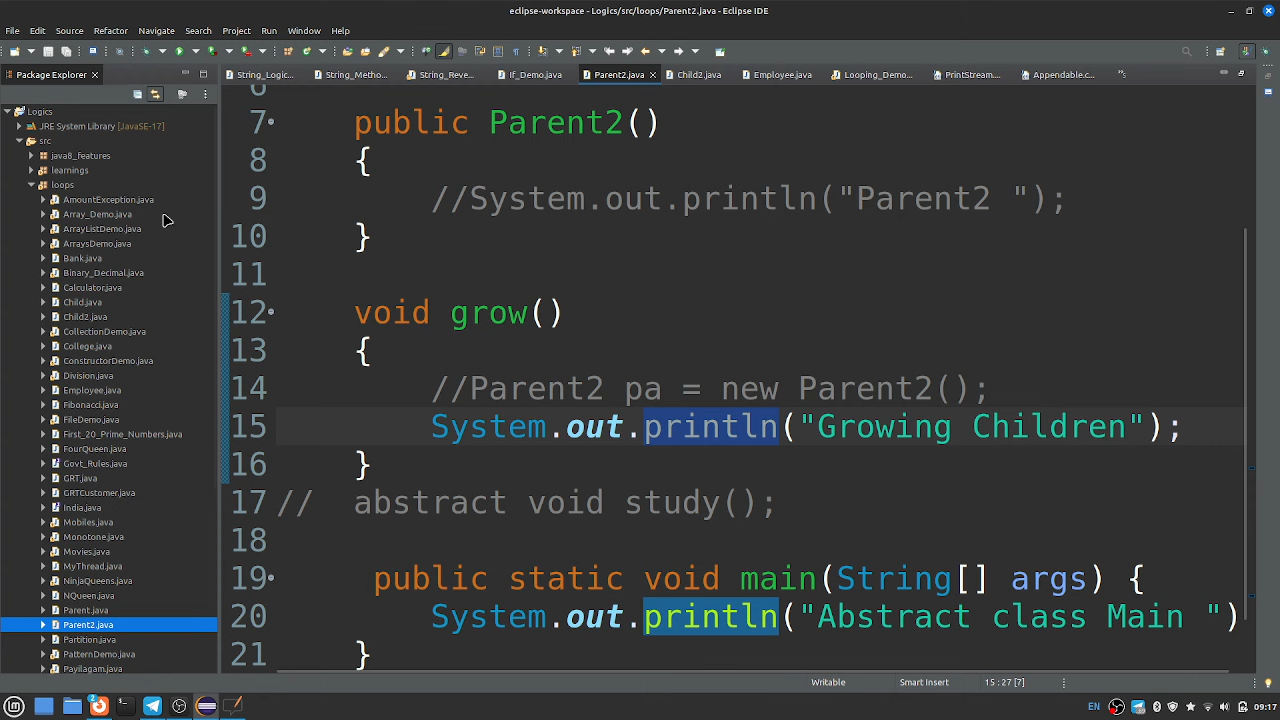 eclipse-workspace - Logics/src/loops/Parent2.java - Eclipse IDE
File Edit Source Refactor Navigate Search Project Run Window Help
Package Explorer
String_Logic... String_Metho... String_Reve... If_Demo.java Parent2.java Child2.java Employee.java Looping_Demo... PrintStream... Appendable.c...
Logics
JRE System Library [JavaSE-17]
src
java8_features
learnings
loops
AmountException.java
Array_Demo.java
ArrayListDemo.java
ArraysDemo.java
Bank.java
Binary_Decimal.java
Calculator.java
Child.java
Child2.java
CollectionDemo.java
College.java
ConstructorDemo.java
Division.java
Employee.java
Fibonacci.java
FileDemo.java
First_20_Prime_Numbers.java
FourQueen.java
Govt_Rules.java
GRT.java
GRTCustomer.java
India.java
Mobiles.java
Monotone.java
Movies.java
MyThread.java
NinjaQueens.java
NQueen.java
Parent.java
Parent2.java
Partition.java
PatternDemo.java
Payilagam.java
6
7 public Parent2()
8 {
9 //System.out.println("Parent2 ");
10 }
11
12 void grow()
13 {
14 //Parent2 pa = new Parent2();
15 System.out.println("Growing Children");
16 }
17 // abstract void study();
18
19 public static void main(String[] args) {
20 System.out.println("Abstract class Main ")
21 }
Writable Smart Insert 15 : 27 [7]
2
EN 09:17